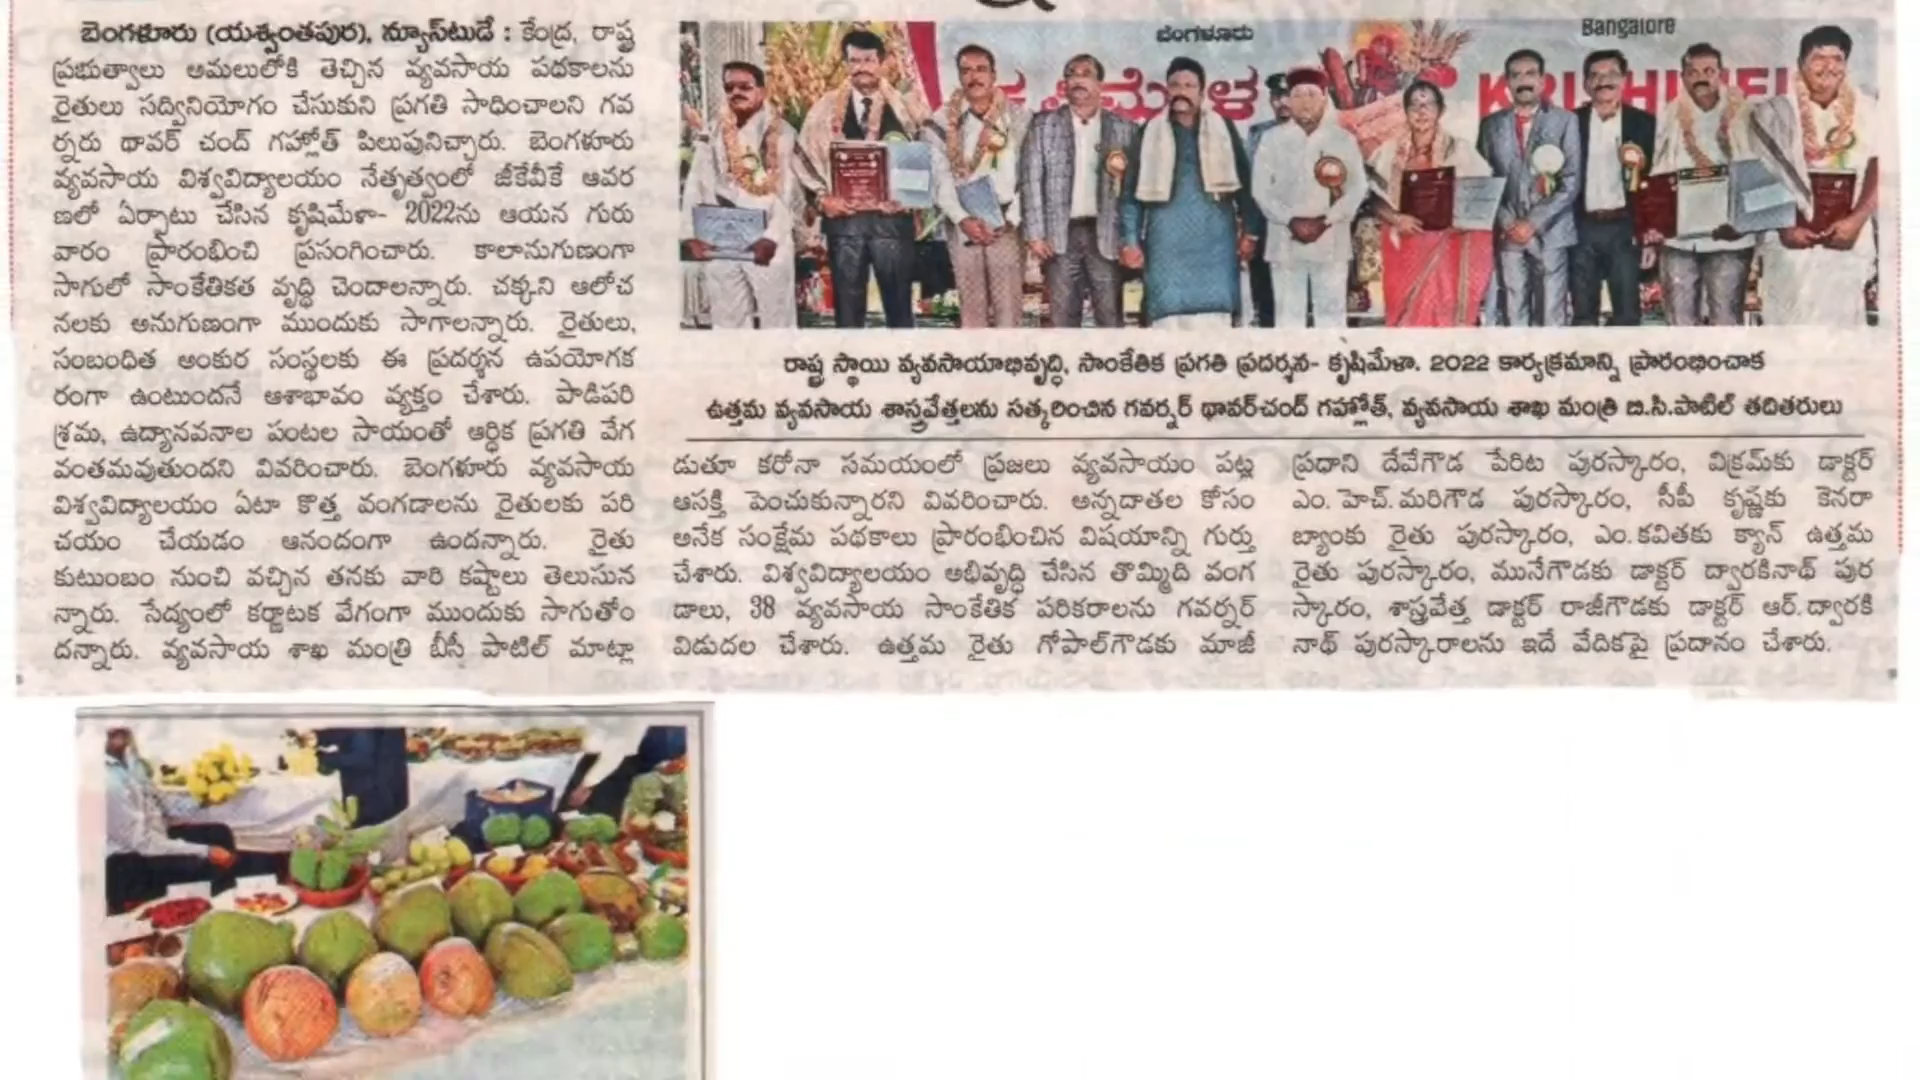 బెంగళూరు (యశ్వంతపుర), న్యూస్‌టుడే : కేంద్ర, రాష్ట్ర
ప్రభుత్వాలు అమలులోకి తెచ్చిన వ్యవసాయ పథకాలను
రైతులు సద్వినియోగం చేసుకుని ప్రగతి సాధించాలని గవ
ర్నరు థావర్ చంద్ గహ్లోత్ పిలుపునిచ్చారు. బెంగళూరు
వ్యవసాయ విశ్వవిద్యాలయం నేతృత్వంలో జీకేవీకే ఆవర
ణలో ఏర్పాటు చేసిన కృషిమేళా- 2022ను ఆయన గురు
వారం ప్రారంభించి ప్రసంగించారు. కాలానుగుణంగా
సాగులో సాంకేతికత వృద్ధి చెందాలన్నారు. చక్కని ఆలోచ
నలకు అనుగుణంగా ముందుకు సాగాలన్నారు. రైతులు,
సంబంధిత అంకుర సంస్థలకు ఈ ప్రదర్శన ఉపయోగక
రంగా ఉంటుందనే ఆశాభావం వ్యక్తం చేశారు. పాడిపరి
శ్రమ, ఉద్యానవనాల పంటల సాయంతో ఆర్థిక ప్రగతి వేగ
వంతమవుతుందని వివరించారు. బెంగళూరు వ్యవసాయ
విశ్వవిద్యాలయం ఏటా కొత్త వంగడాలను రైతులకు పరి
చయం చేయడం ఆనందంగా ఉందన్నారు. రైతు
కుటుంబం నుంచి వచ్చిన తనకు వారి కష్టాలు తెలుసున
న్నారు. సేద్యంలో కర్ణాటక వేగంగా ముందుకు సాగుతోం
దన్నారు. వ్యవసాయ శాఖ మంత్రి బీసీ పాటిల్ మాట్లా
ಬೆಂಗಳೂರು
Bangalore
ಕೃಷಿಮೇಳ
KRISHI MELA
రాష్ట్ర స్థాయి వ్యవసాయాభివృద్ధి, సాంకేతిక ప్రగతి ప్రదర్శన- కృషిమేళా. 2022 కార్యక్రమాన్ని ప్రారంభించాక
ఉత్తమ వ్యవసాయ శాస్త్రవేత్తలను సత్కరించిన గవర్నర్ థావర్‌చంద్ గహ్లోత్, వ్యవసాయ శాఖ మంత్రి బి.సి.పాటిల్ తదితరులు
డుతూ కరోనా సమయంలో ప్రజలు వ్యవసాయం పట్ల
ఆసక్తి పెంచుకున్నారని వివరించారు. అన్నదాతల కోసం
అనేక సంక్షేమ పథకాలు ప్రారంభించిన విషయాన్ని గుర్తు
చేశారు. విశ్వవిద్యాలయం అభివృద్ధి చేసిన తొమ్మిది వంగ
డాలు, 38 వ్యవసాయ సాంకేతిక పరికరాలను గవర్నర్
విడుదల చేశారు. ఉత్తమ రైతు గోపాల్‌గౌడకు మాజీ
ప్రధాని దేవేగౌడ పేరిట పురస్కారం, విక్రమ్‌కు డాక్టర్
ఎం. హెచ్. మరిగౌడ పురస్కారం, సీపీ కృష్ణకు కెనరా
బ్యాంకు రైతు పురస్కారం, ఎం. కవితకు క్యాన్ ఉత్తమ
రైతు పురస్కారం, మునేగౌడకు డాక్టర్ ద్వారకినాథ్ పుర
స్కారం, శాస్త్రవేత్త డాక్టర్ రాజీగౌడకు డాక్టర్ ఆర్. ద్వారకి
నాథ్ పురస్కారాలను ఇదే వేదికపై ప్రదానం చేశారు.